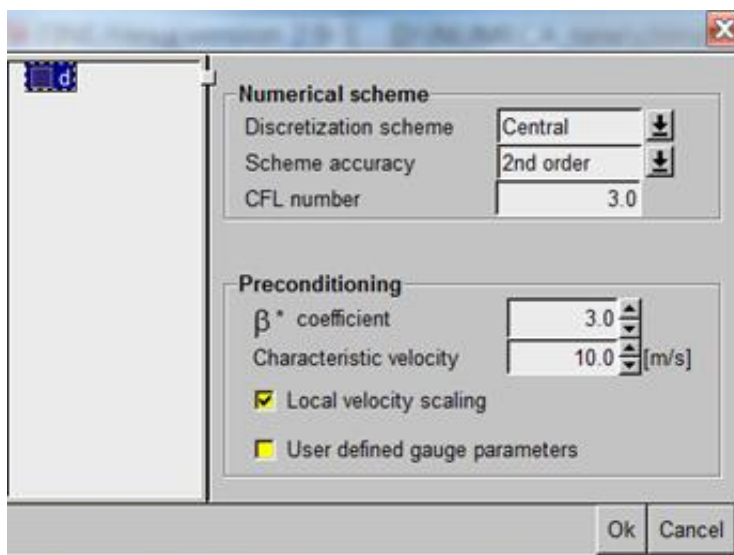 d
Numerical scheme
Discretization scheme Central
Scheme accuracy 2nd order
CFL number 3.0
Preconditioning
β* coefficient 3.0
Characteristic velocity 10.0 [m/s]
Local velocity scaling
User defined gauge parameters
Ok Cancel